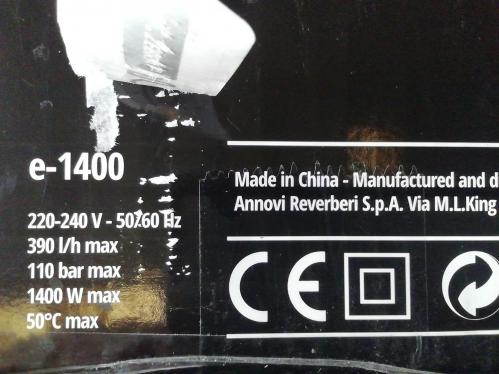 e-1400
220-240 V - 50/60 Hz
390 l/h max
110 bar max
1400 W max
50°C max
Made in China - Manufactured and d
Annovi Reverberi S.p.A. Via M.L.King
CE